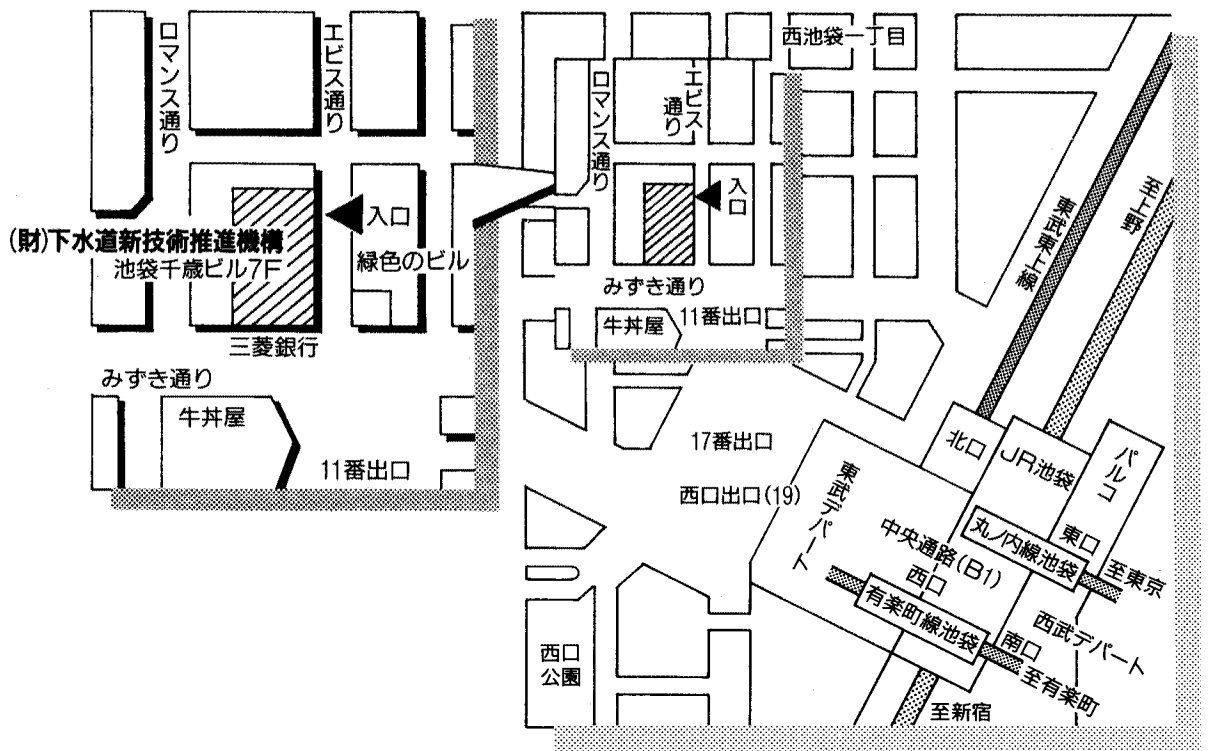 ロマンス通り
エビス通り
入口
(財)下水道新技術推進機構
池袋千歳ビル7F
緑色のビル
三菱銀行
みずき通り
牛丼屋
11番出口
西池袋一丁目
ロマンス通り
エビス
通り
入口
みずき通り
11番出口
牛丼屋
17番出口
西口出口(19)
東武東上線
至上野
北口
JR池袋
パルコ
東武デパート
中央通路(B1)
西口
丸ノ内線池袋
東口
至東京
有楽町線池袋
南口
西武デパート
至有楽町
至新宿
西口
公園